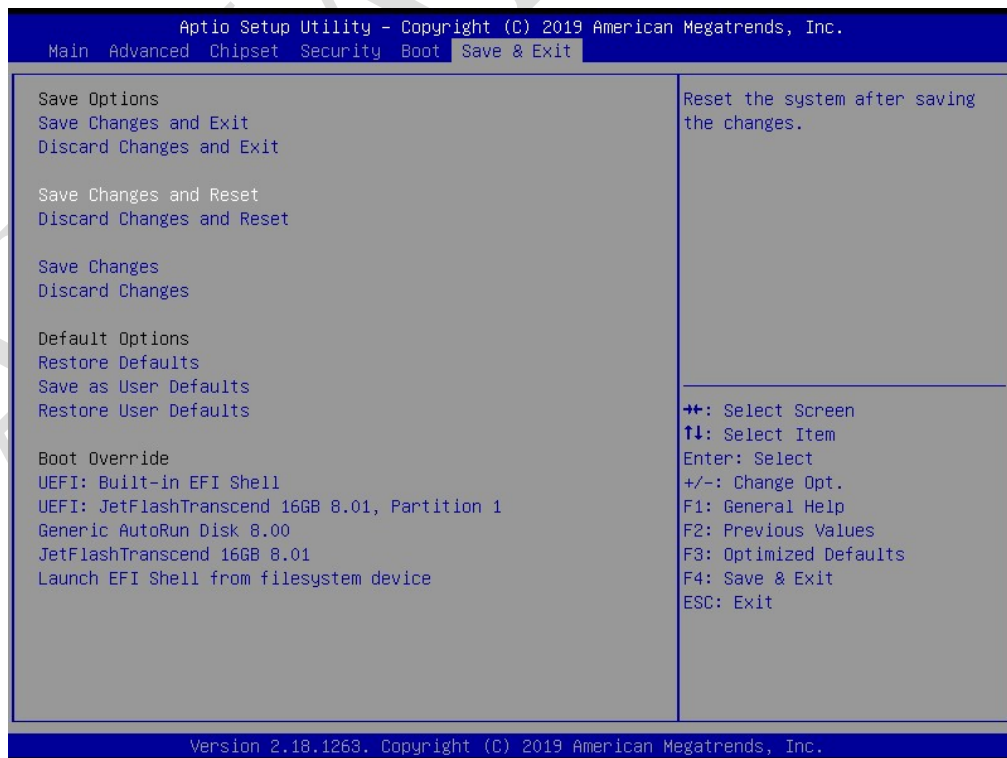 Aptio Setup Utility – Copyright (C) 2019 American Megatrends, Inc.
Main Advanced Chipset Security Boot Save & Exit
Save Options
Save Changes and Exit
Discard Changes and Exit
Save Changes and Reset
Discard Changes and Reset
Save Changes
Discard Changes
Default Options
Restore Defaults
Save as User Defaults
Restore User Defaults
Boot Override
UEFI: Built-in EFI Shell
UEFI: JetFlashTranscend 16GB 8.01, Partition 1
Generic AutoRun Disk 8.00
JetFlashTranscend 16GB 8.01
Launch EFI Shell from filesystem device
Reset the system after saving
the changes.
→←: Select Screen
↑↓: Select Item
Enter: Select
+/-: Change Opt.
F1: General Help
F2: Previous Values
F3: Optimized Defaults
F4: Save & Exit
ESC: Exit
Version 2.18.1263. Copyright (C) 2019 American Megatrends, Inc.